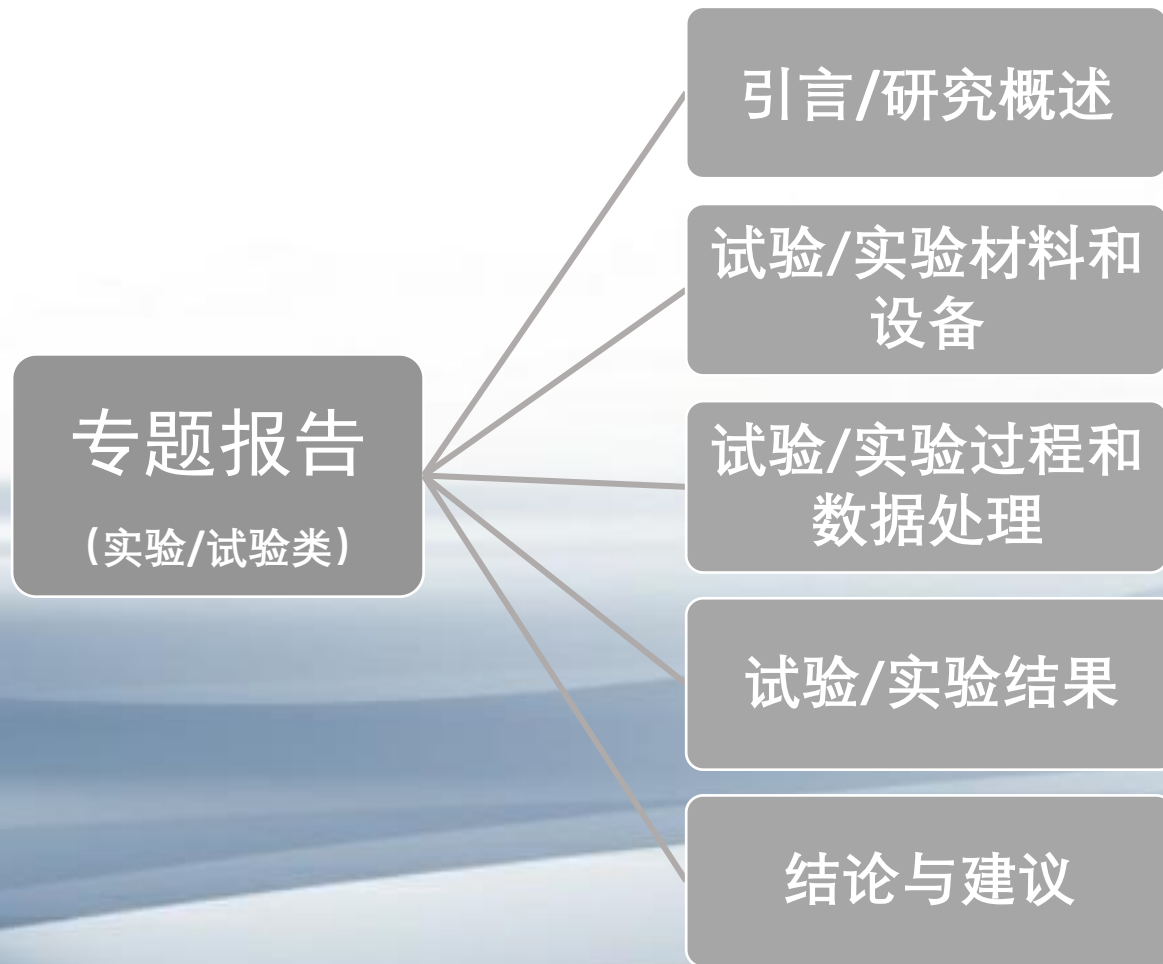 专题报告
(实验/试验类)
引言/研究概述
试验/实验材料和
设备
试验/实验过程和
数据处理
试验/实验结果
结论与建议